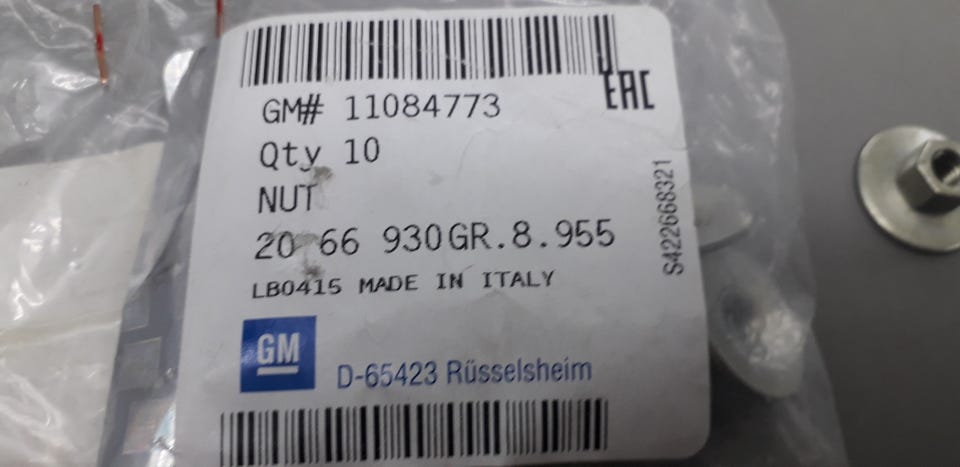 GM# 11084773
EAC
Qty 10
NUT
20 66 930GR.8.955
LB0415 MADE IN ITALY
S422668321
GM
D-65423 Rüsselsheim